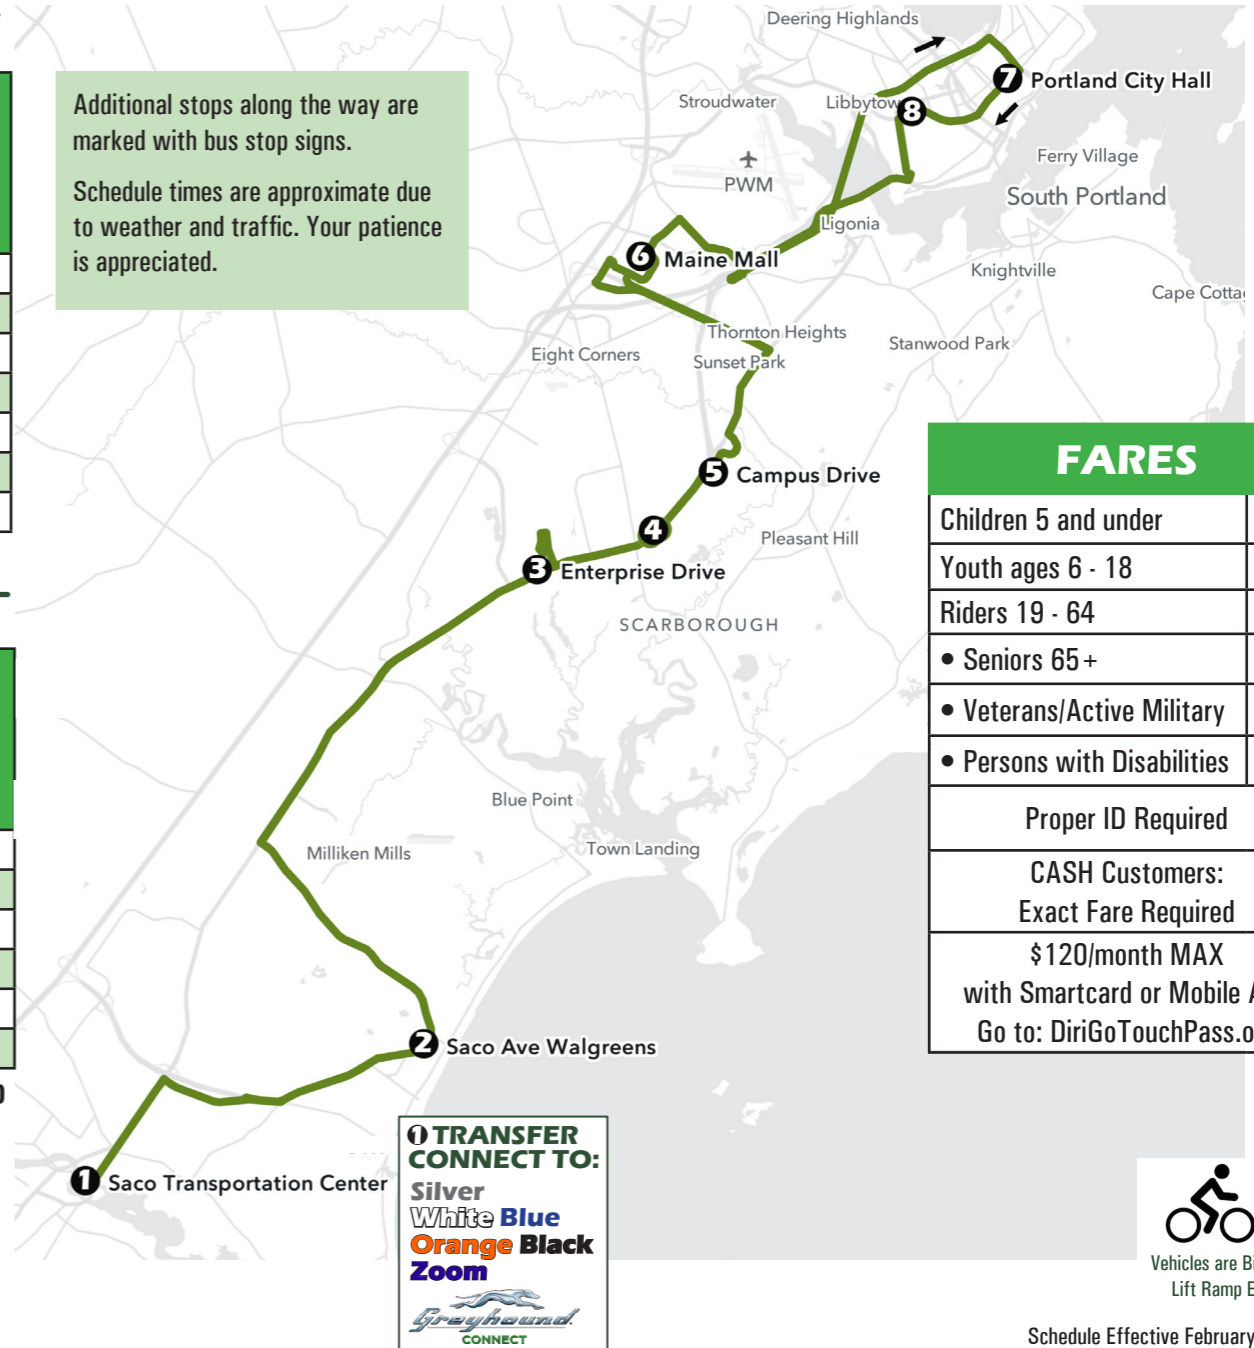 Additional stops along the way are
marked with bus stop signs.
Schedule times are approximate due
to weather and traffic. Your patience
is appreciated.
Deering Highlands
7 Portland City Hall
Stroudwater
8
Ferry Village
PWM
South Portland
Ligonia
6 Maine Mall
Knightville
Cape
Thornton Heights
Stanwood Park
Eight Corners
Sunset Park
5 Campus Drive
4
Pleasant Hill
3 Enterprise Drive
SCARBOROUGH
Blue Point
Milliken Mills
Town Landing
2 Saco Ave Walgreens
1 Saco Transportation Center
FARES
Children 5 and under
Youth ages 6 - 18
Riders 19 - 64
• Seniors 65+
• Veterans/Active Military
• Persons with Disabilities
Proper ID Required
CASH Customers:
Exact Fare Required
$120/month MAX
with Smartcard or Mobile
Go to:
1 TRANSFER
CONNECT TO:
Silver
White Blue
Orange Black
Zoom
Greyhound
CONNECT
Vehicles are
Lift Ramp
Schedule Effective February